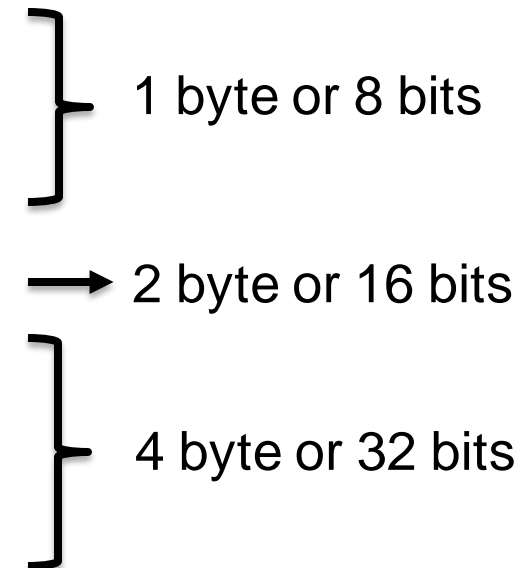 1 byte or 8 bits
2 byte or 16 bits
4 byte or 32 bits